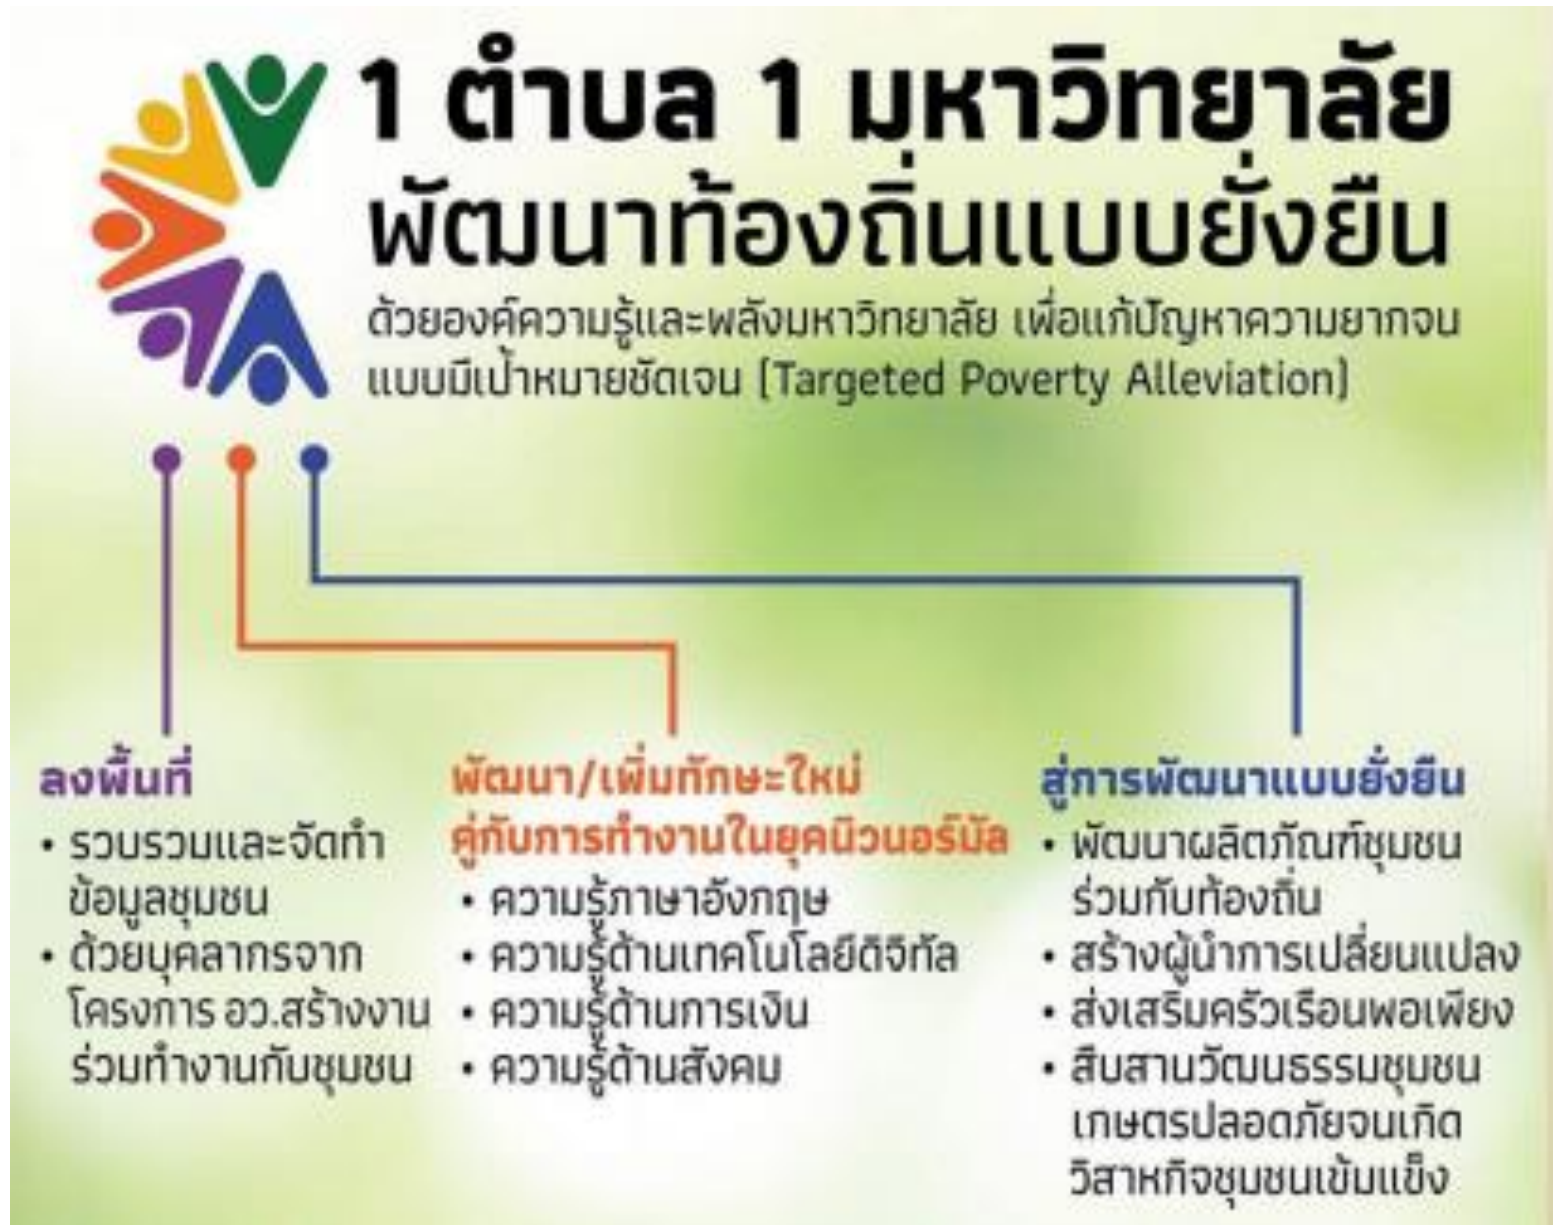 1 ตำบล 1 มหาวิทยาลัย
พัฒนาท้องถิ่นแบบยั่งยืน
ด้วยองค์ความรู้และพลังมหาวิทยาลัย เพื่อแก้ปัญหาความยากจน
แบบมีเป้าหมายชัดเจน (Targeted Poverty Alleviation)
ลงพื้นที่
• รวบรวมและจัดทำ
ข้อมูลชุมชน
• ด้วยบุคลากรจาก
โครงการ อว.สร้างงาน
ร่วมทำงานกับชุมชน
พัฒนา/เพิ่มทักษะใหม่
คู่กับการทำงานในยุคนิวนอร์มัล
• ความรู้ภาษาอังกฤษ
• ความรู้ด้านเทคโนโลยีดิจิทัล
• ความรู้ด้านการเงิน
• ความรู้ด้านสังคม
สู่การพัฒนาแบบยั่งยืน
• พัฒนาผลิตภัณฑ์ชุมชน
ร่วมกับท้องถิ่น
• สร้างผู้นำการเปลี่ยนแปลง
• ส่งเสริมครัวเรือนพอเพียง
• สืบสานวัฒนธรรมชุมชน
เกษตรปลอดภัยจนเกิด
วิสาหกิจชุมชนเข้มแข็ง